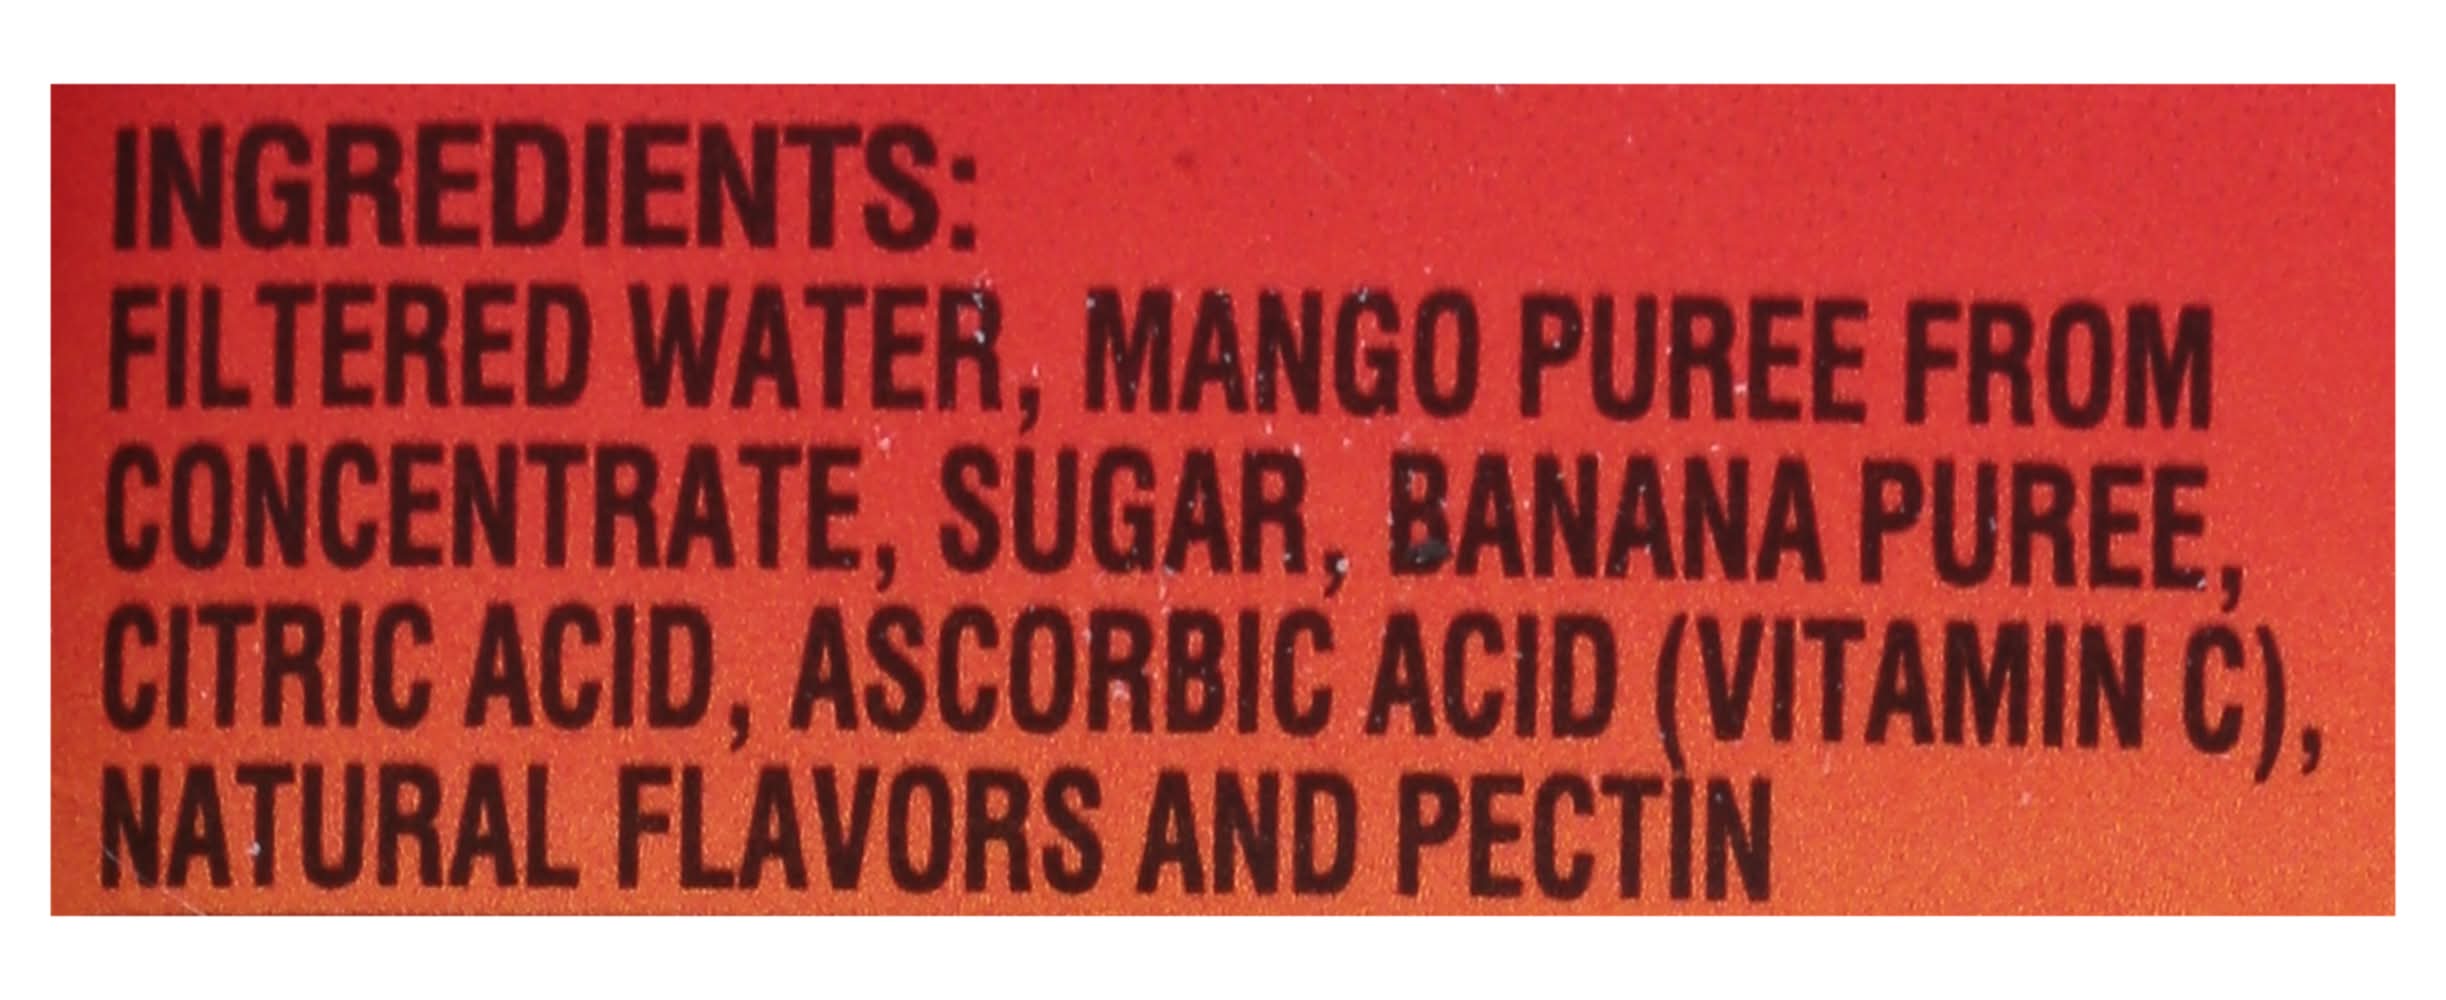 INGREDIENTS:
FILTERED WATER, MANGO PUREE FROM
CONCENTRATE, SUGAR, BANANA PUREE,
CITRIC ACID, ASCORBIC ACID (VITAMIN C),
NATURAL FLAVORS AND PECTIN